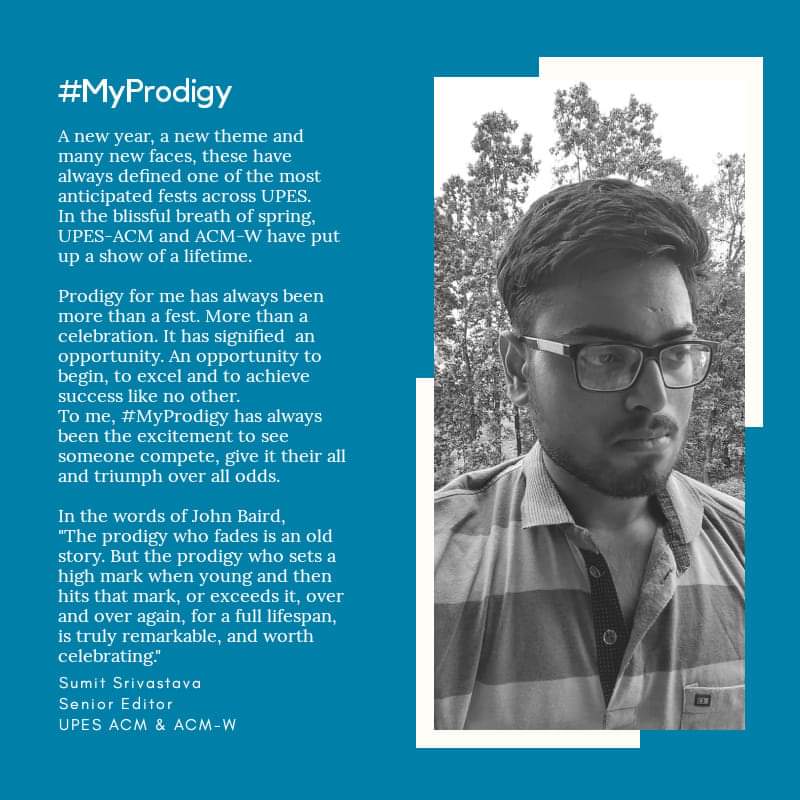 #MyProdigy
A new year, a new theme and
many new faces, these have
always defined one of the most
anticipated fests across UPES.
In the blissful breath of spring,
UPES-ACM and ACM-W have put
up a show of a lifetime.
Prodigy for me has always been
more than a fest. More than a
celebration. It has signified  an
opportunity. An opportunity to
begin, to excel and to achieve
success like no other.
To me, #MyProdigy has always
been the excitement to see
someone compete, give it their all
and triumph over all odds.
In the words of John Baird,
"The prodigy who fades is an old
story. But the prodigy who sets a
high mark when young and then
hits that mark, or exceeds it, over
and over again, for a full lifespan,
is truly remarkable, and worth
celebrating."
Sumit Srivastava
Senior Editor
UPES ACM & ACM-W